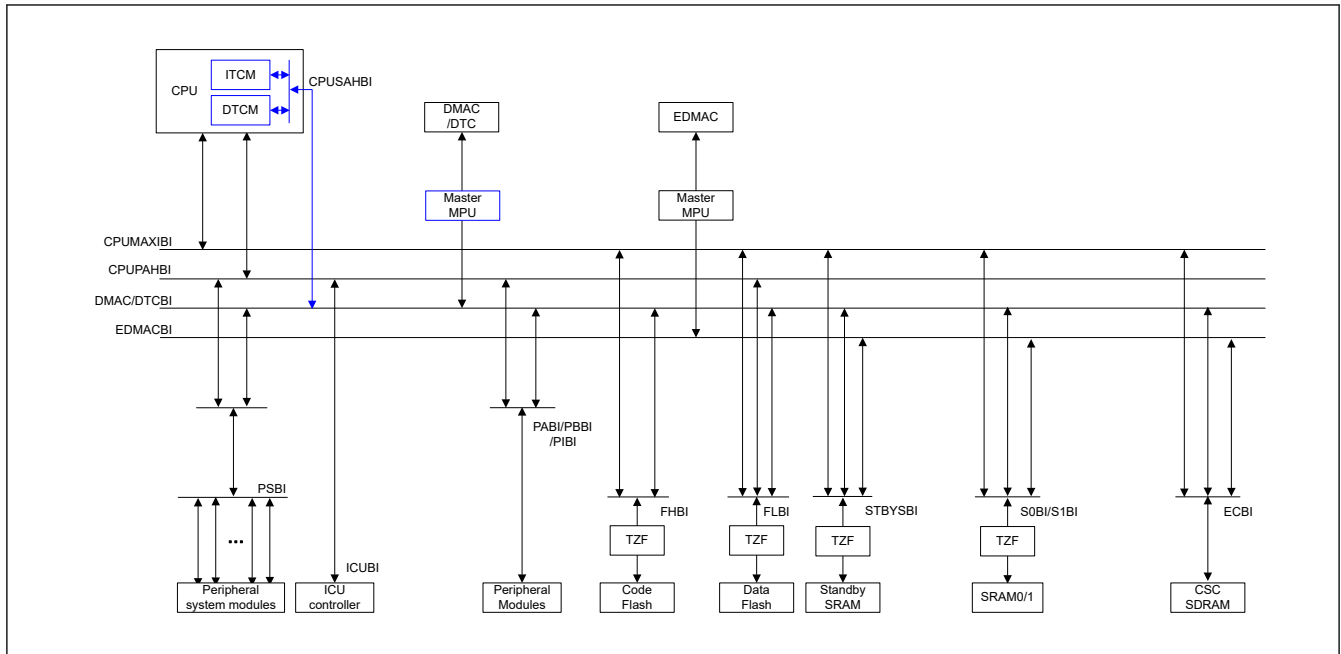 ITCM
CPU
CPUSAHBI
DTCM
DMAC
/DTC
EDMAC
Master
MPU
Master
MPU
CPUMAXIBI
CPUPAHBI
DMAC/DTCBI
EDMACBI
PABI/PBBI
/PIBI
PSBI
FHBI
FLBI
STBYSBI
S0BI/S1BI
ECBI
...
TZF
TZF
TZF
TZF
ICUBI
Peripheral
system modules
ICU
controller
Peripheral
Modules
Code
Flash
Data
Flash
Standby
SRAM
SRAM0/1
CSC
SDRAM